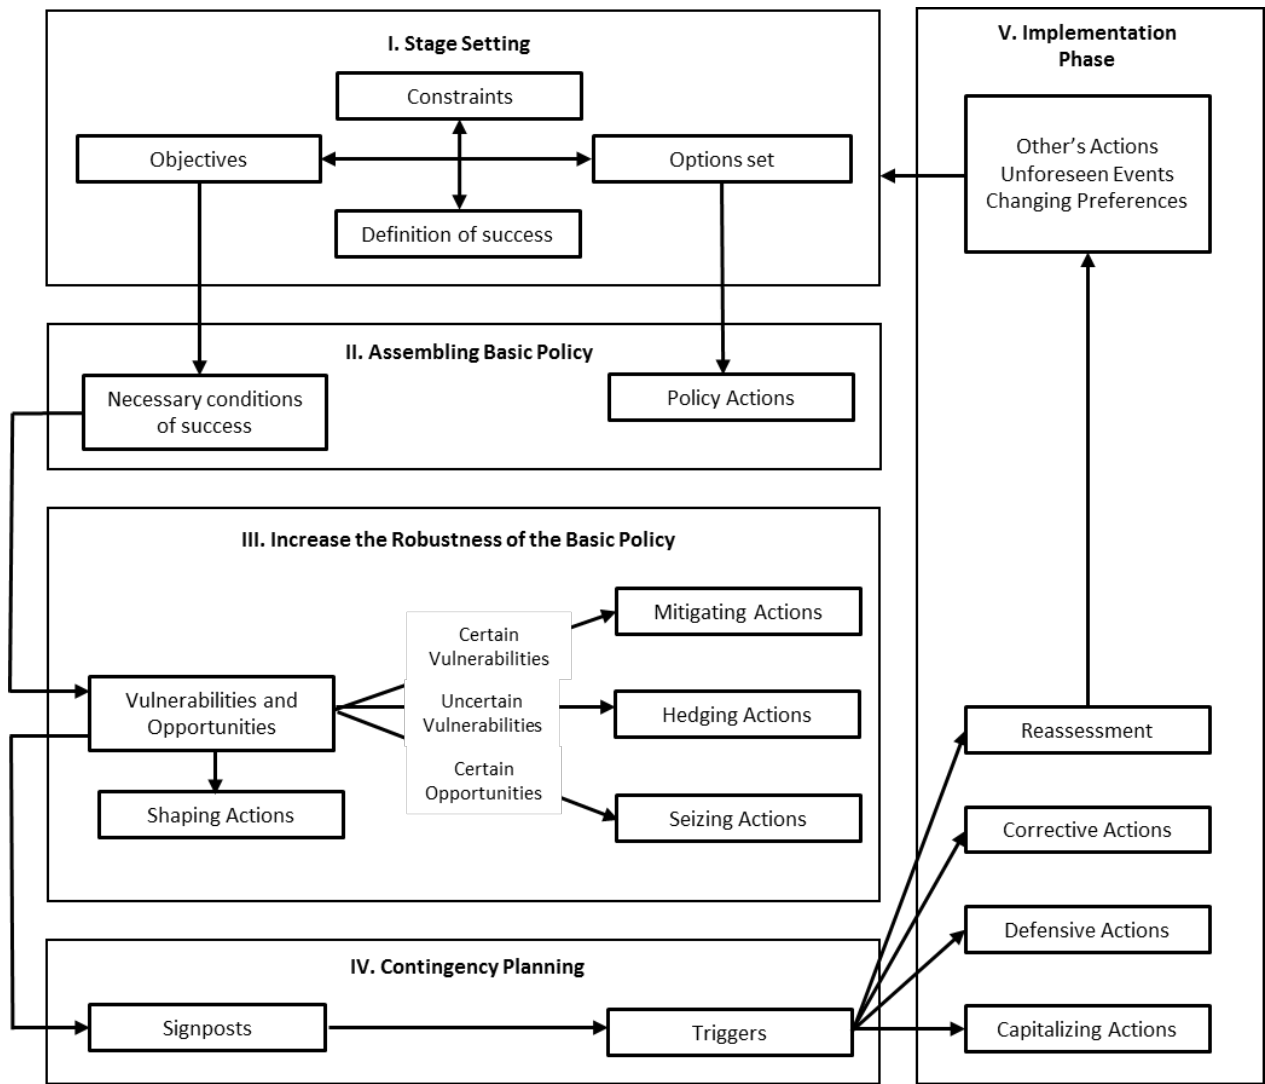 I. Stage Setting
Constraints
Objectives
Options set
Definition of success
II. Assembling Basic Policy
Necessary conditions
of success
Policy Actions
III. Increase the Robustness of the Basic Policy
Certain
Vulnerabilities
Mitigating Actions
Vulnerabilities and
Opportunities
Uncertain
Vulnerabilities
Hedging Actions
Certain
Opportunities
Shaping Actions
Seizing Actions
IV. Contingency Planning
Signposts
Triggers
V. Implementation
Phase
Other’s Actions
Unforeseen Events
Changing Preferences
Reassessment
Corrective Actions
Defensive Actions
Capitalizing Actions